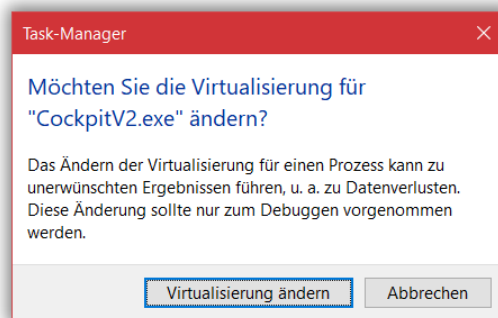 Task-Manager
Möchten Sie die Virtualisierung für
"CockpitV2.exe" ändern?
Das Ändern der Virtualisierung für einen Prozess kann zu
unerwünschten Ergebnissen führen, u. a. zu Datenverlusten.
Diese Änderung sollte nur zum Debuggen vorgenommen
werden.
Virtualisierung ändern
Abbrechen